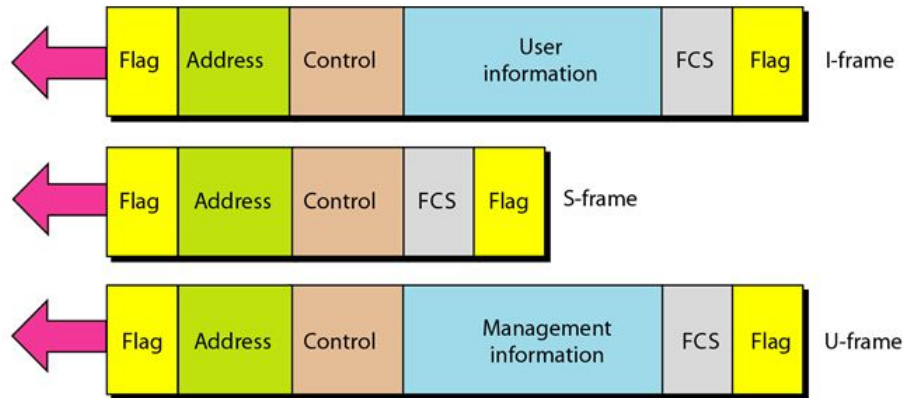 Flag Address Control User information FCS Flag I-frame
Flag Address Control FCS Flag S-frame
Flag Address Control Management information FCS Flag U-frame